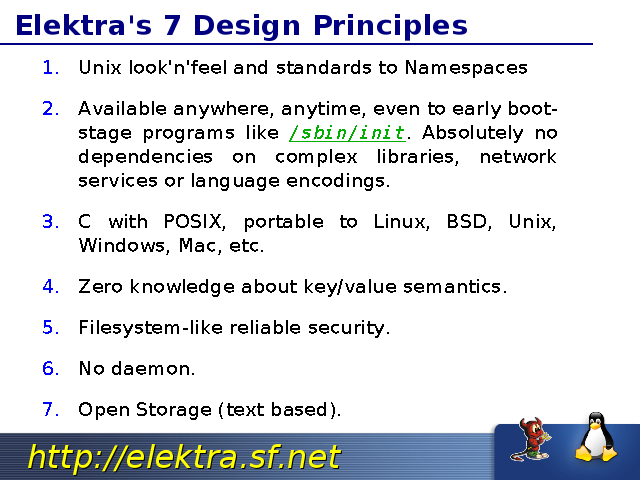 Elektra's 7 Design Principles
1. Unix look'n'feel and standards to Namespaces
2. Available anywhere, anytime, even to early boot-
stage programs like /sbin/init. Absolutely no
dependencies on complex libraries, network
services or language encodings.
3. C with POSIX, portable to Linux, BSD, Unix,
Windows, Mac, etc.
4. Zero knowledge about key/value semantics.
5. Filesystem-like reliable security.
6. No daemon.
7. Open Storage (text based).
http://elektra.sf.net